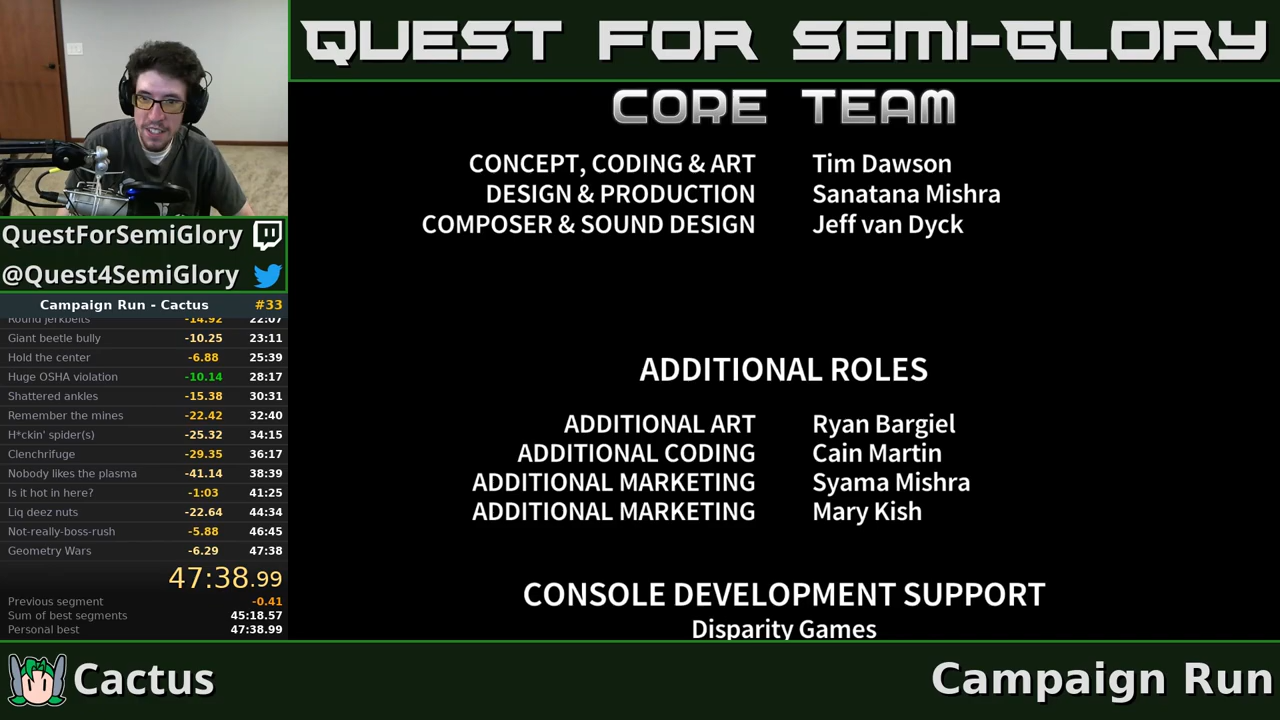 QUEST FOR SEMI-GLORY
CORE TEAM
CONCEPT, CODING & ART Tim Dawson
DESIGN & PRODUCTION Sanatana Mishra
COMPOSER & SOUND DESIGN Jeff van Dyck
ADDITIONAL ROLES
ADDITIONAL ART Ryan Bargiel
ADDITIONAL CODING Cain Martin
ADDITIONAL MARKETING Syama Mishra
ADDITIONAL MARKETING Mary Kish
CONSOLE DEVELOPMENT SUPPORT
Disparity Games
QuestForSemiGlory
@Quest4SemiGlory
Campaign Run - Cactus #33
Round jerkbelts -14.92 22:07
Giant beetle bully -10.25 23:11
Hold the center -6.88 25:39
Huge OSHA violation -10.14 28:17
Shattered ankles -15.38 30:31
Remember the mines -22.42 32:40
H*ckin' spider(s) -25.32 34:15
Clenchrifuge -29.35 36:17
Nobody likes the plasma -41.14 38:39
Is it hot in here? -1:03 41:25
Liq deez nuts -22.64 44:34
Not-really-boss-rush -5.88 46:45
Geometry Wars -6.29 47:38
47:38.99
Previous segment -0.41
Sum of best segments 45:18.57
Personal best 47:38.99
Cactus
Campaign Run